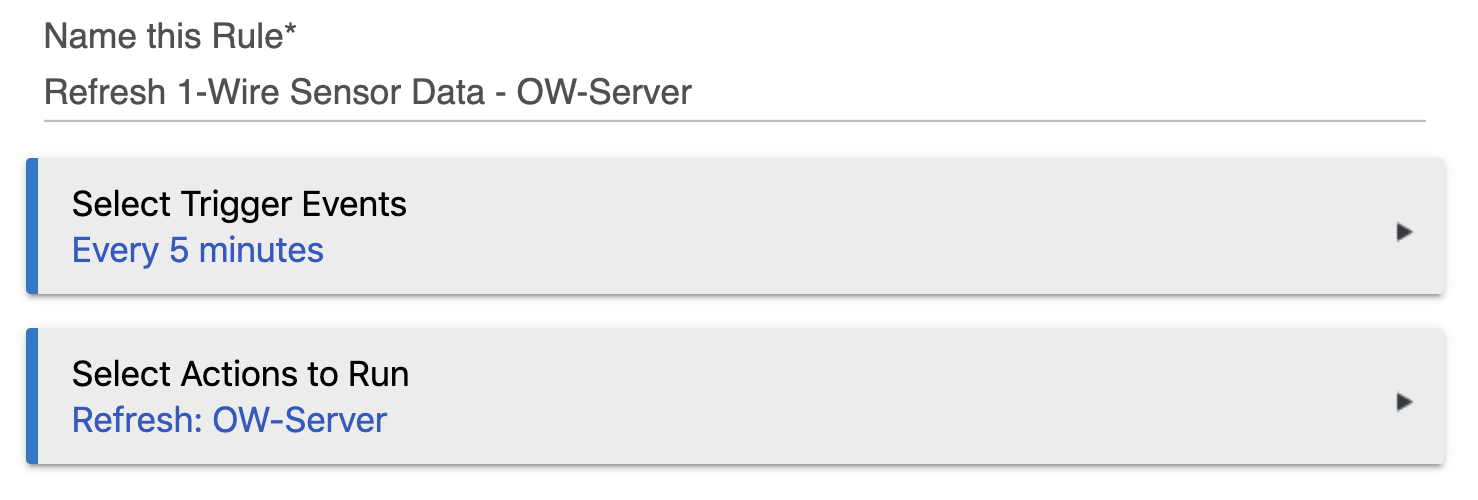 Name this Rule*
Refresh 1-Wire Sensor Data - OW-Server
Select Trigger Events
Every 5 minutes
Select Actions to Run
Refresh: OW-Server